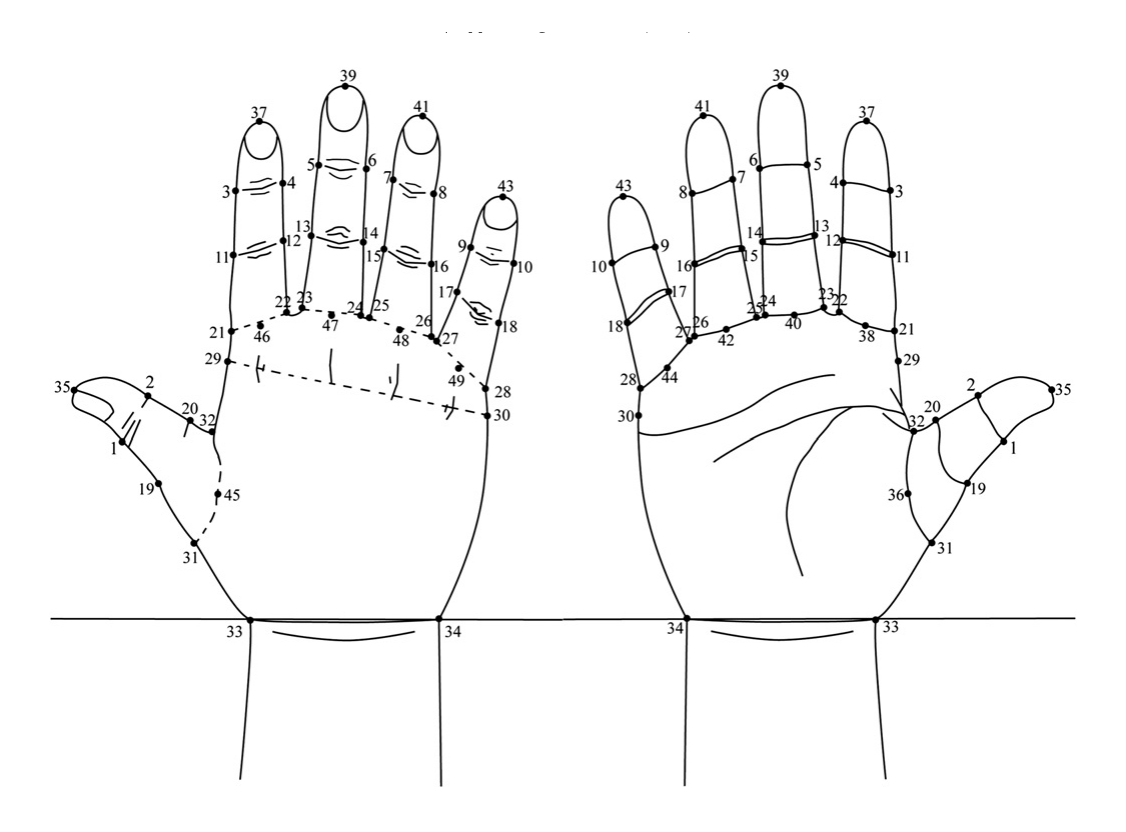 39 39
41 41
37 37
5 6 6 5
3 4 7 8 43 43 8 7 4 3
13 14 14 13
11 12 15 16 9 10 10 9 16 15 12 11
17 18 18 17
22 23 24 25 26 27 27 26 25 24 23 22
21 46 47 48 42 40 38 21
29 49 44 29
35 2 28 28 2 35
20 32 30 30 32 20
1 1
19 45 36 19
31 31
33 34 34 33